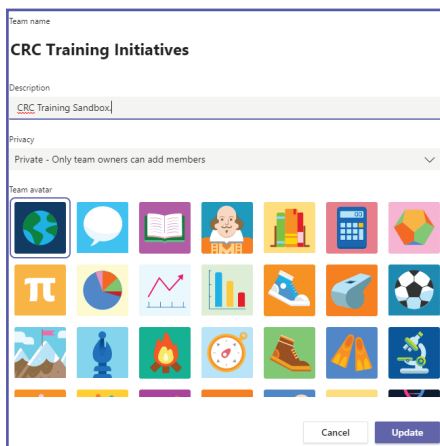 Team name
CRC Training Initiatives
Description
CRC Training Sandbox.
Privacy
Private - Only team owners can add members
Team avatar
π
Cancel
Update